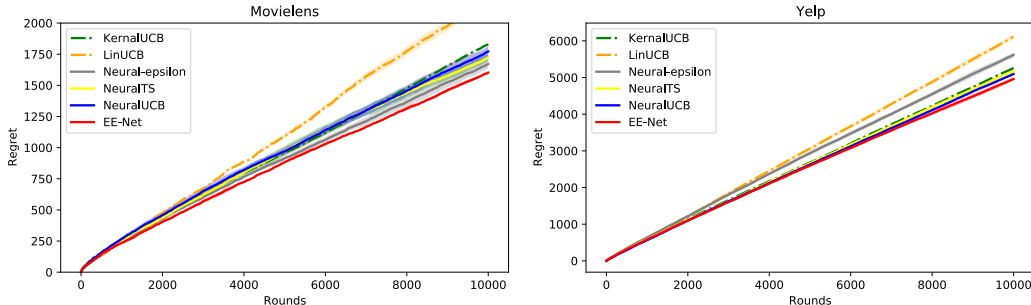 Movielens
2000
1750
1500
1250
1000
750
500
250
0
Regret
KernalUCB
LinUCB
Neural-epsilon
NeuralTS
NeuralUCB
EE-Net
0
2000
4000
6000
8000
10000
Rounds
Yelp
6000
5000
4000
3000
2000
1000
0
Regret
KernalUCB
LinUCB
Neural-epsilon
NeuralTS
NeuralUCB
EE-Net
0
2000
4000
6000
8000
10000
Rounds